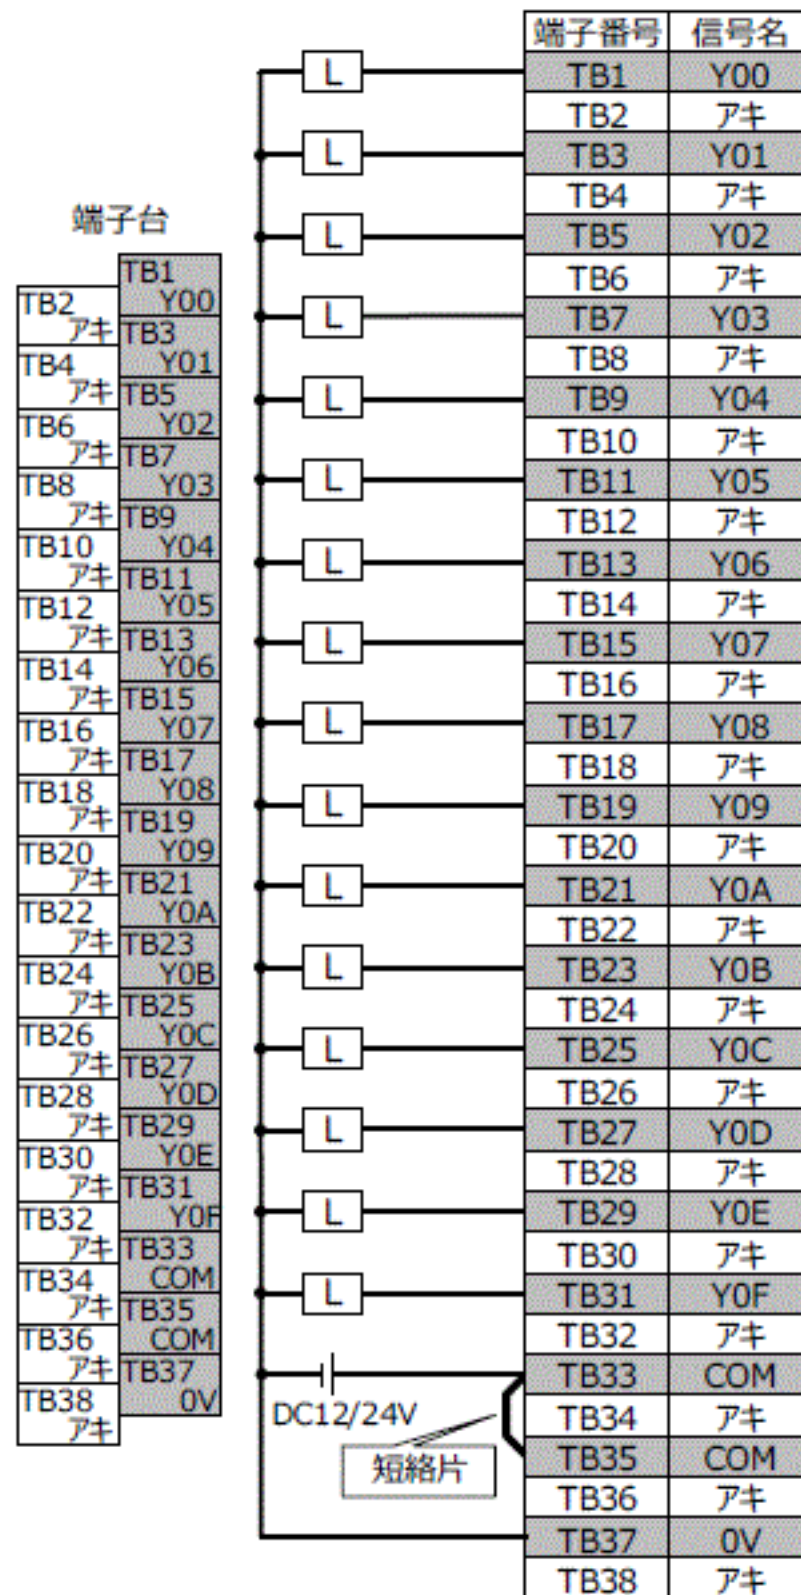 端子台
TB1
Y00
TB2
アキ
TB3
Y01
TB4
アキ
TB5
Y02
TB6
アキ
TB7
Y03
TB8
アキ
TB9
Y04
TB10
アキ
TB11
Y05
TB12
アキ
TB13
Y06
TB14
アキ
TB15
Y07
TB16
アキ
TB17
Y08
TB18
アキ
TB19
Y09
TB20
アキ
TB21
Y0A
TB22
アキ
TB23
Y0B
TB24
アキ
TB25
Y0C
TB26
アキ
TB27
Y0D
TB28
アキ
TB29
Y0E
TB30
アキ
TB31
Y0F
TB32
アキ
TB33
COM
TB34
アキ
TB35
COM
TB36
アキ
TB37
0V
TB38
アキ
端子番号 信号名
L TB1 Y00
TB2 アキ
L TB3 Y01
TB4 アキ
L TB5 Y02
TB6 アキ
L TB7 Y03
TB8 アキ
L TB9 Y04
TB10 アキ
L TB11 Y05
TB12 アキ
L TB13 Y06
TB14 アキ
L TB15 Y07
TB16 アキ
L TB17 Y08
TB18 アキ
L TB19 Y09
TB20 アキ
L TB21 Y0A
TB22 アキ
L TB23 Y0B
TB24 アキ
L TB25 Y0C
TB26 アキ
L TB27 Y0D
TB28 アキ
L TB29 Y0E
TB30 アキ
L TB31 Y0F
TB32 アキ
TB33 COM
DC12/24V TB34 アキ
短絡片 TB35 COM
TB36 アキ
TB37 0V
TB38 アキ